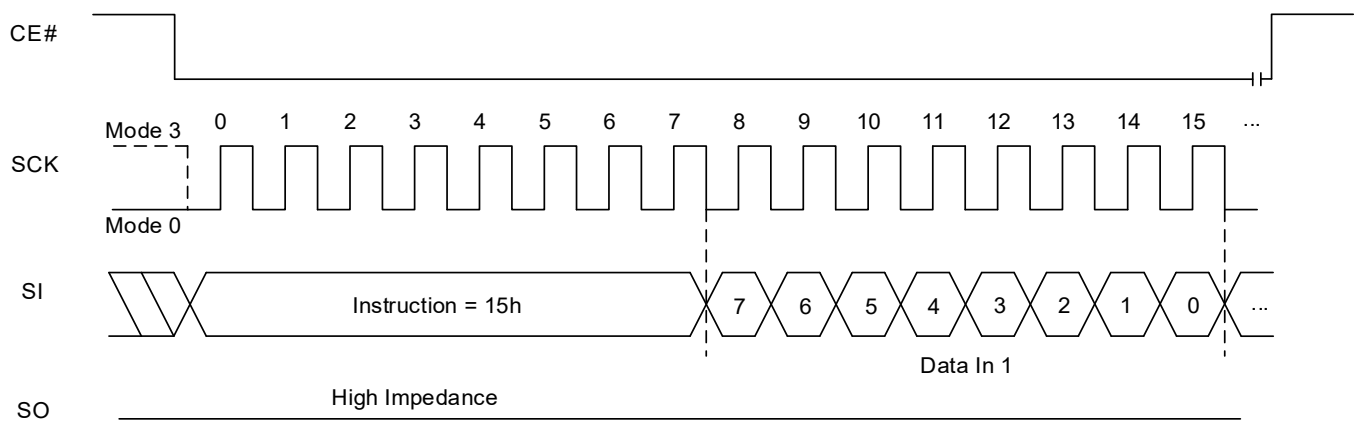 CE#
Mode 3 0 1 2 3 4 5 6 7 8 9 10 11 12 13 14 15 ...
SCK
Mode 0
SI Instruction = 15h 7 6 5 4 3 2 1 0 ...
Data In 1
High Impedance
SO